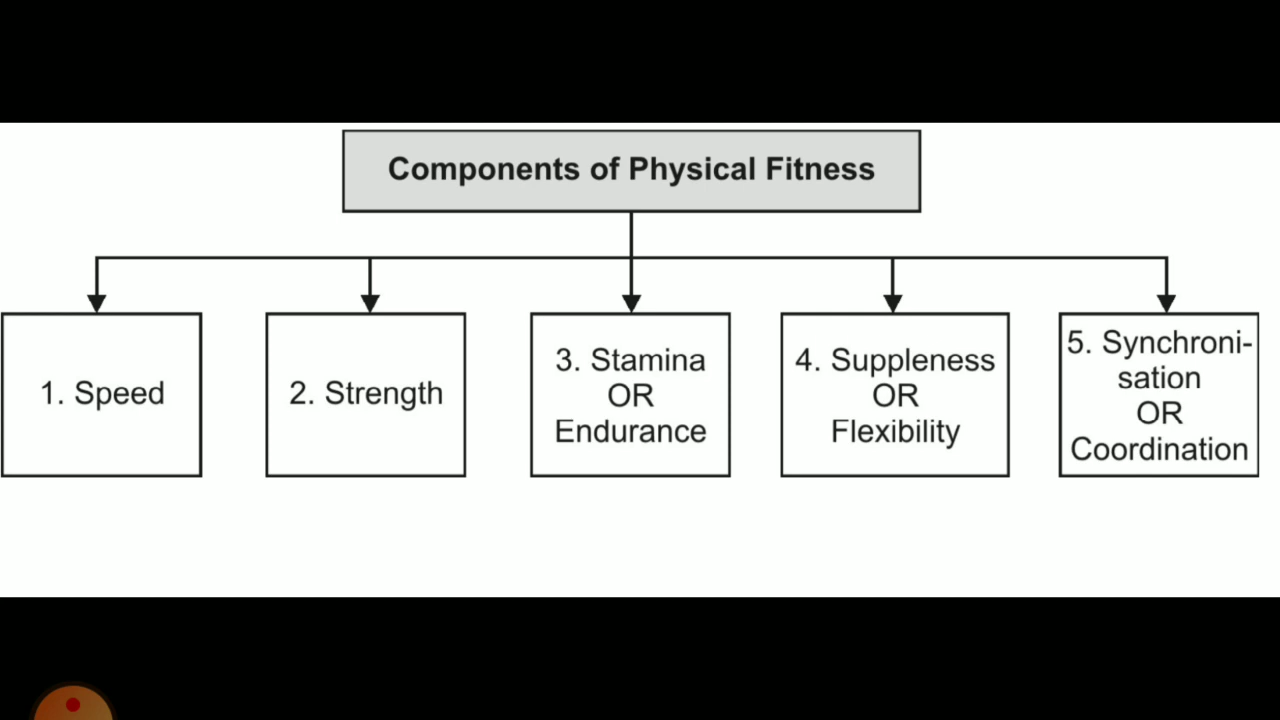 Components of Physical Fitness
1. Speed
2. Strength
3. Stamina
OR
Endurance
4. Suppleness
OR
Flexibility
5. Synchroni-
sation
OR
Coordination